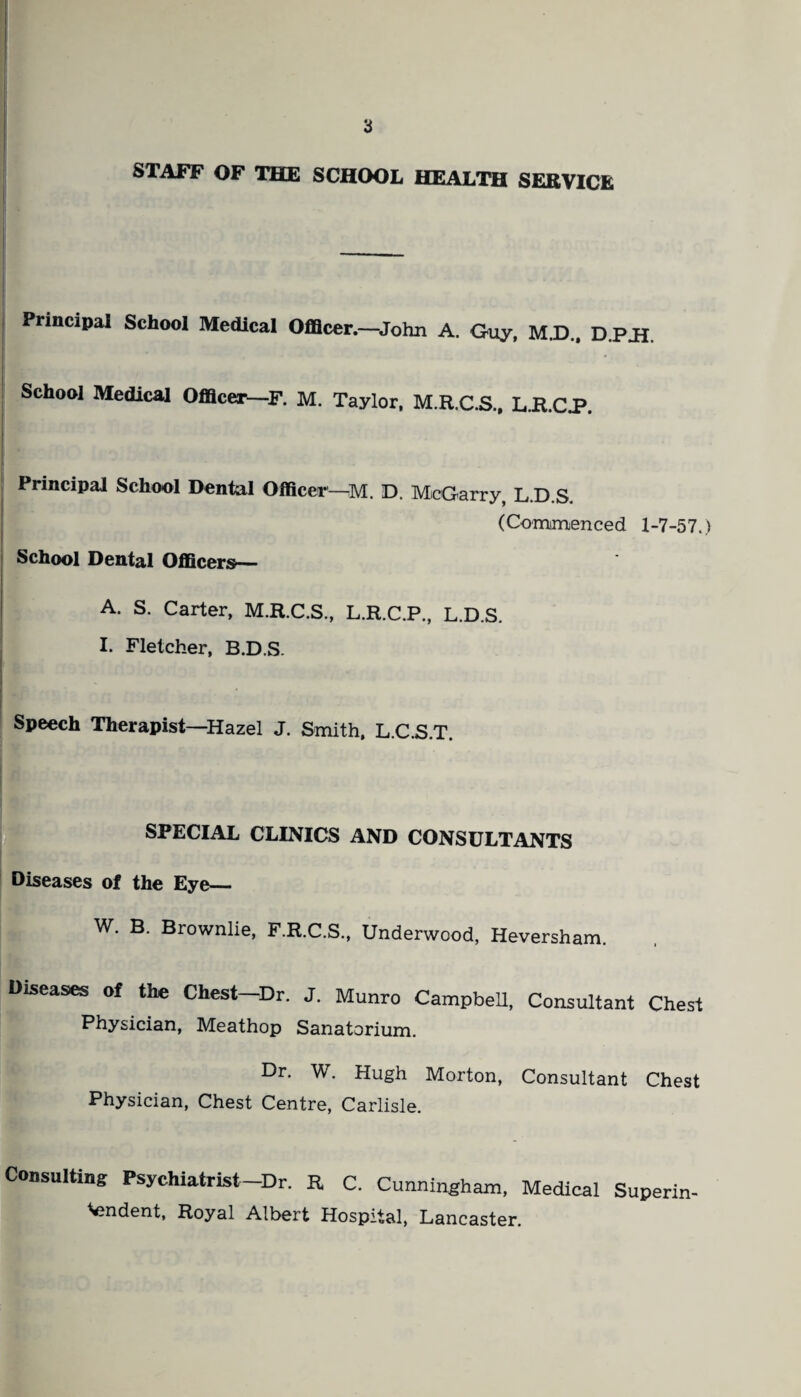 3
STAFF OF THE SCHOOL HEALTH SERVICE
Principal School Medical Officer.—John A. Guy, M.D., D.P.H.
School Medical Officer—F. M. Taylor, M.R.C.S., L.R.C.P.
Principal School Dental Officer—M. D. McGarry, L.D.S.
(Commenced 1-7-57.)
School Dental Officers—
A. S. Carter, M.R.C.S., L.R.C.P., L.D.S.
I. Fletcher, B.D.S.
Speech Therapist—Hazel J. Smith, L.C.S.T.
SPECIAL CLINICS AND CONSULTANTS
Diseases of the Eye—
W. B. Brownlie, F.R.C.S., Underwood, Heversham.
Diseases of the Chest—Dr. J. Munro Campbell, Consultant Chest
Physician, Meathop Sanatorium.
Dr. W. Hugh Morton, Consultant Chest
Physician, Chest Centre, Carlisle.
Consulting Psychiatrist—Dr. R C. Cunningham, Medical Superin-
tendent, Royal Albert Hospital, Lancaster.